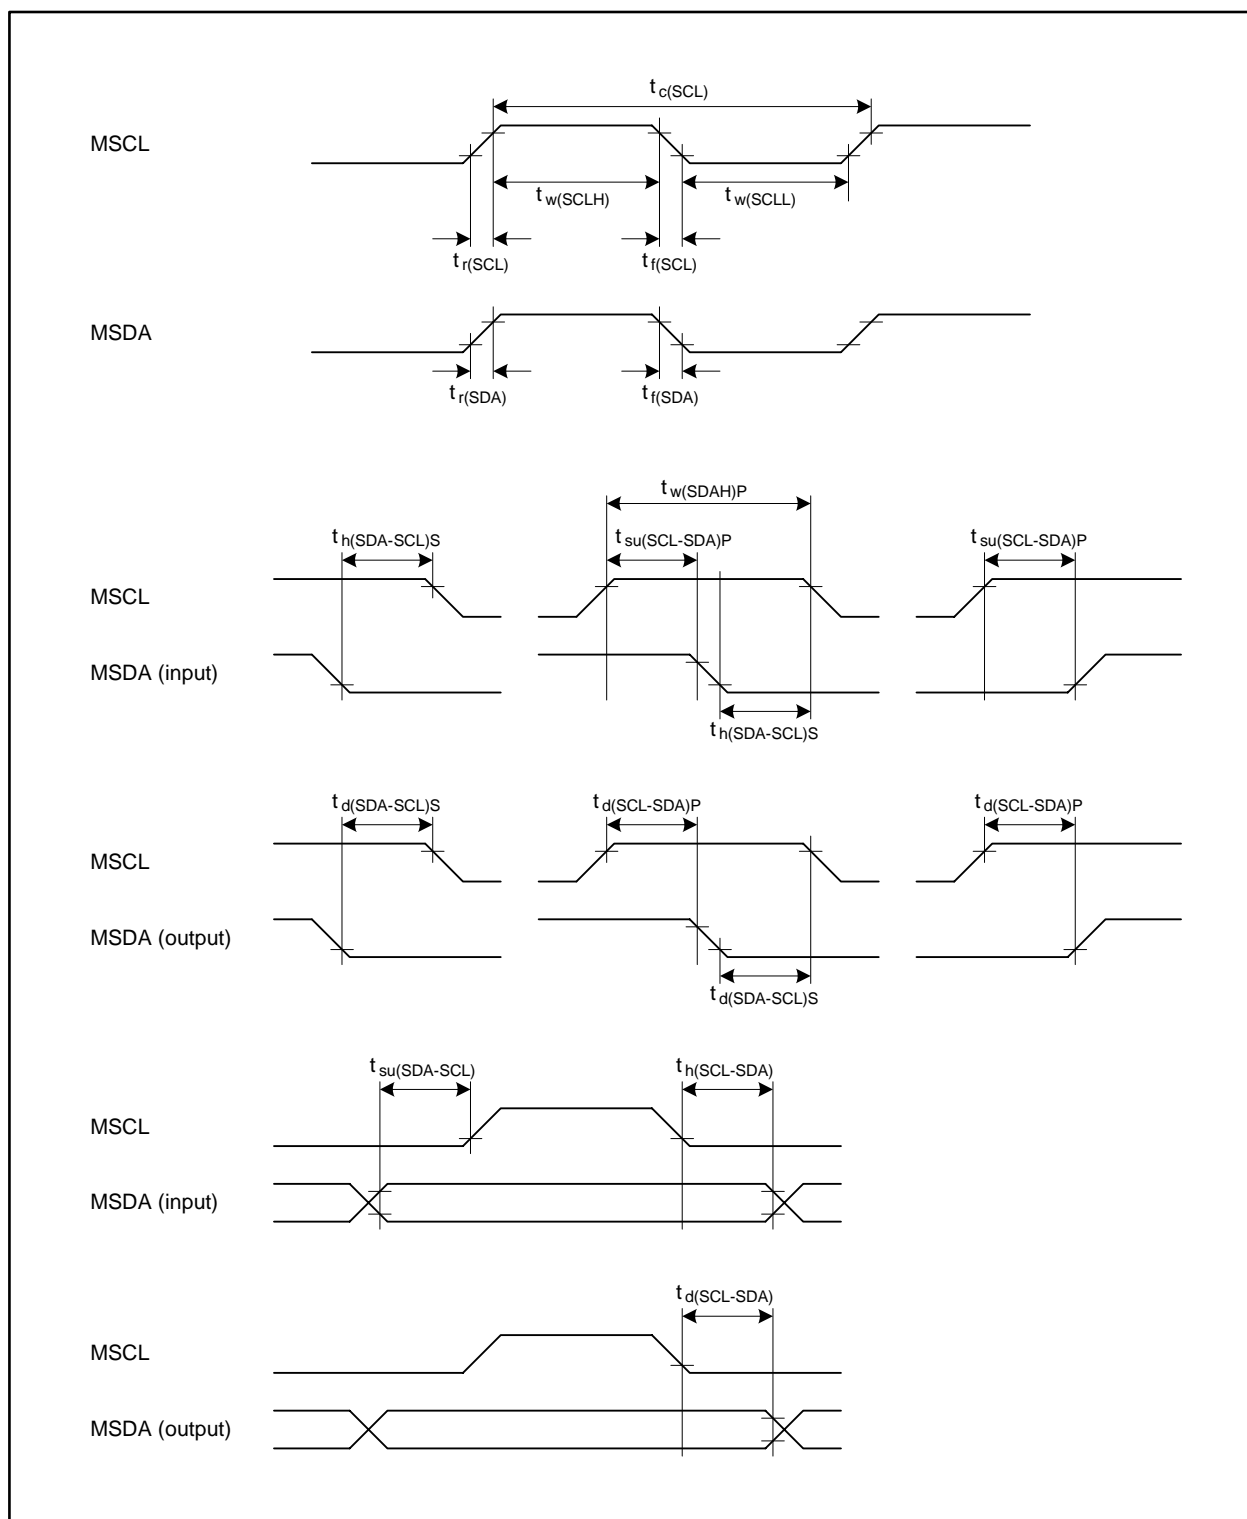 t c(SCL)
MSCL
t w(SCLH) t w(SCLL)
t r(SCL) t f(SCL)
MSDA
t r(SDA) t f(SDA)
t w(SDAH)P
t h(SDA-SCL)S t su(SCL-SDA)P t su(SCL-SDA)P
MSCL
MSDA (input)
t h(SDA-SCL)S
t d(SDA-SCL)S t d(SCL-SDA)P t d(SCL-SDA)P
MSCL
MSDA (output)
t d(SDA-SCL)S
t su(SDA-SCL) t h(SCL-SDA)
MSCL
MSDA (input)
t d(SCL-SDA)
MSCL
MSDA (output)